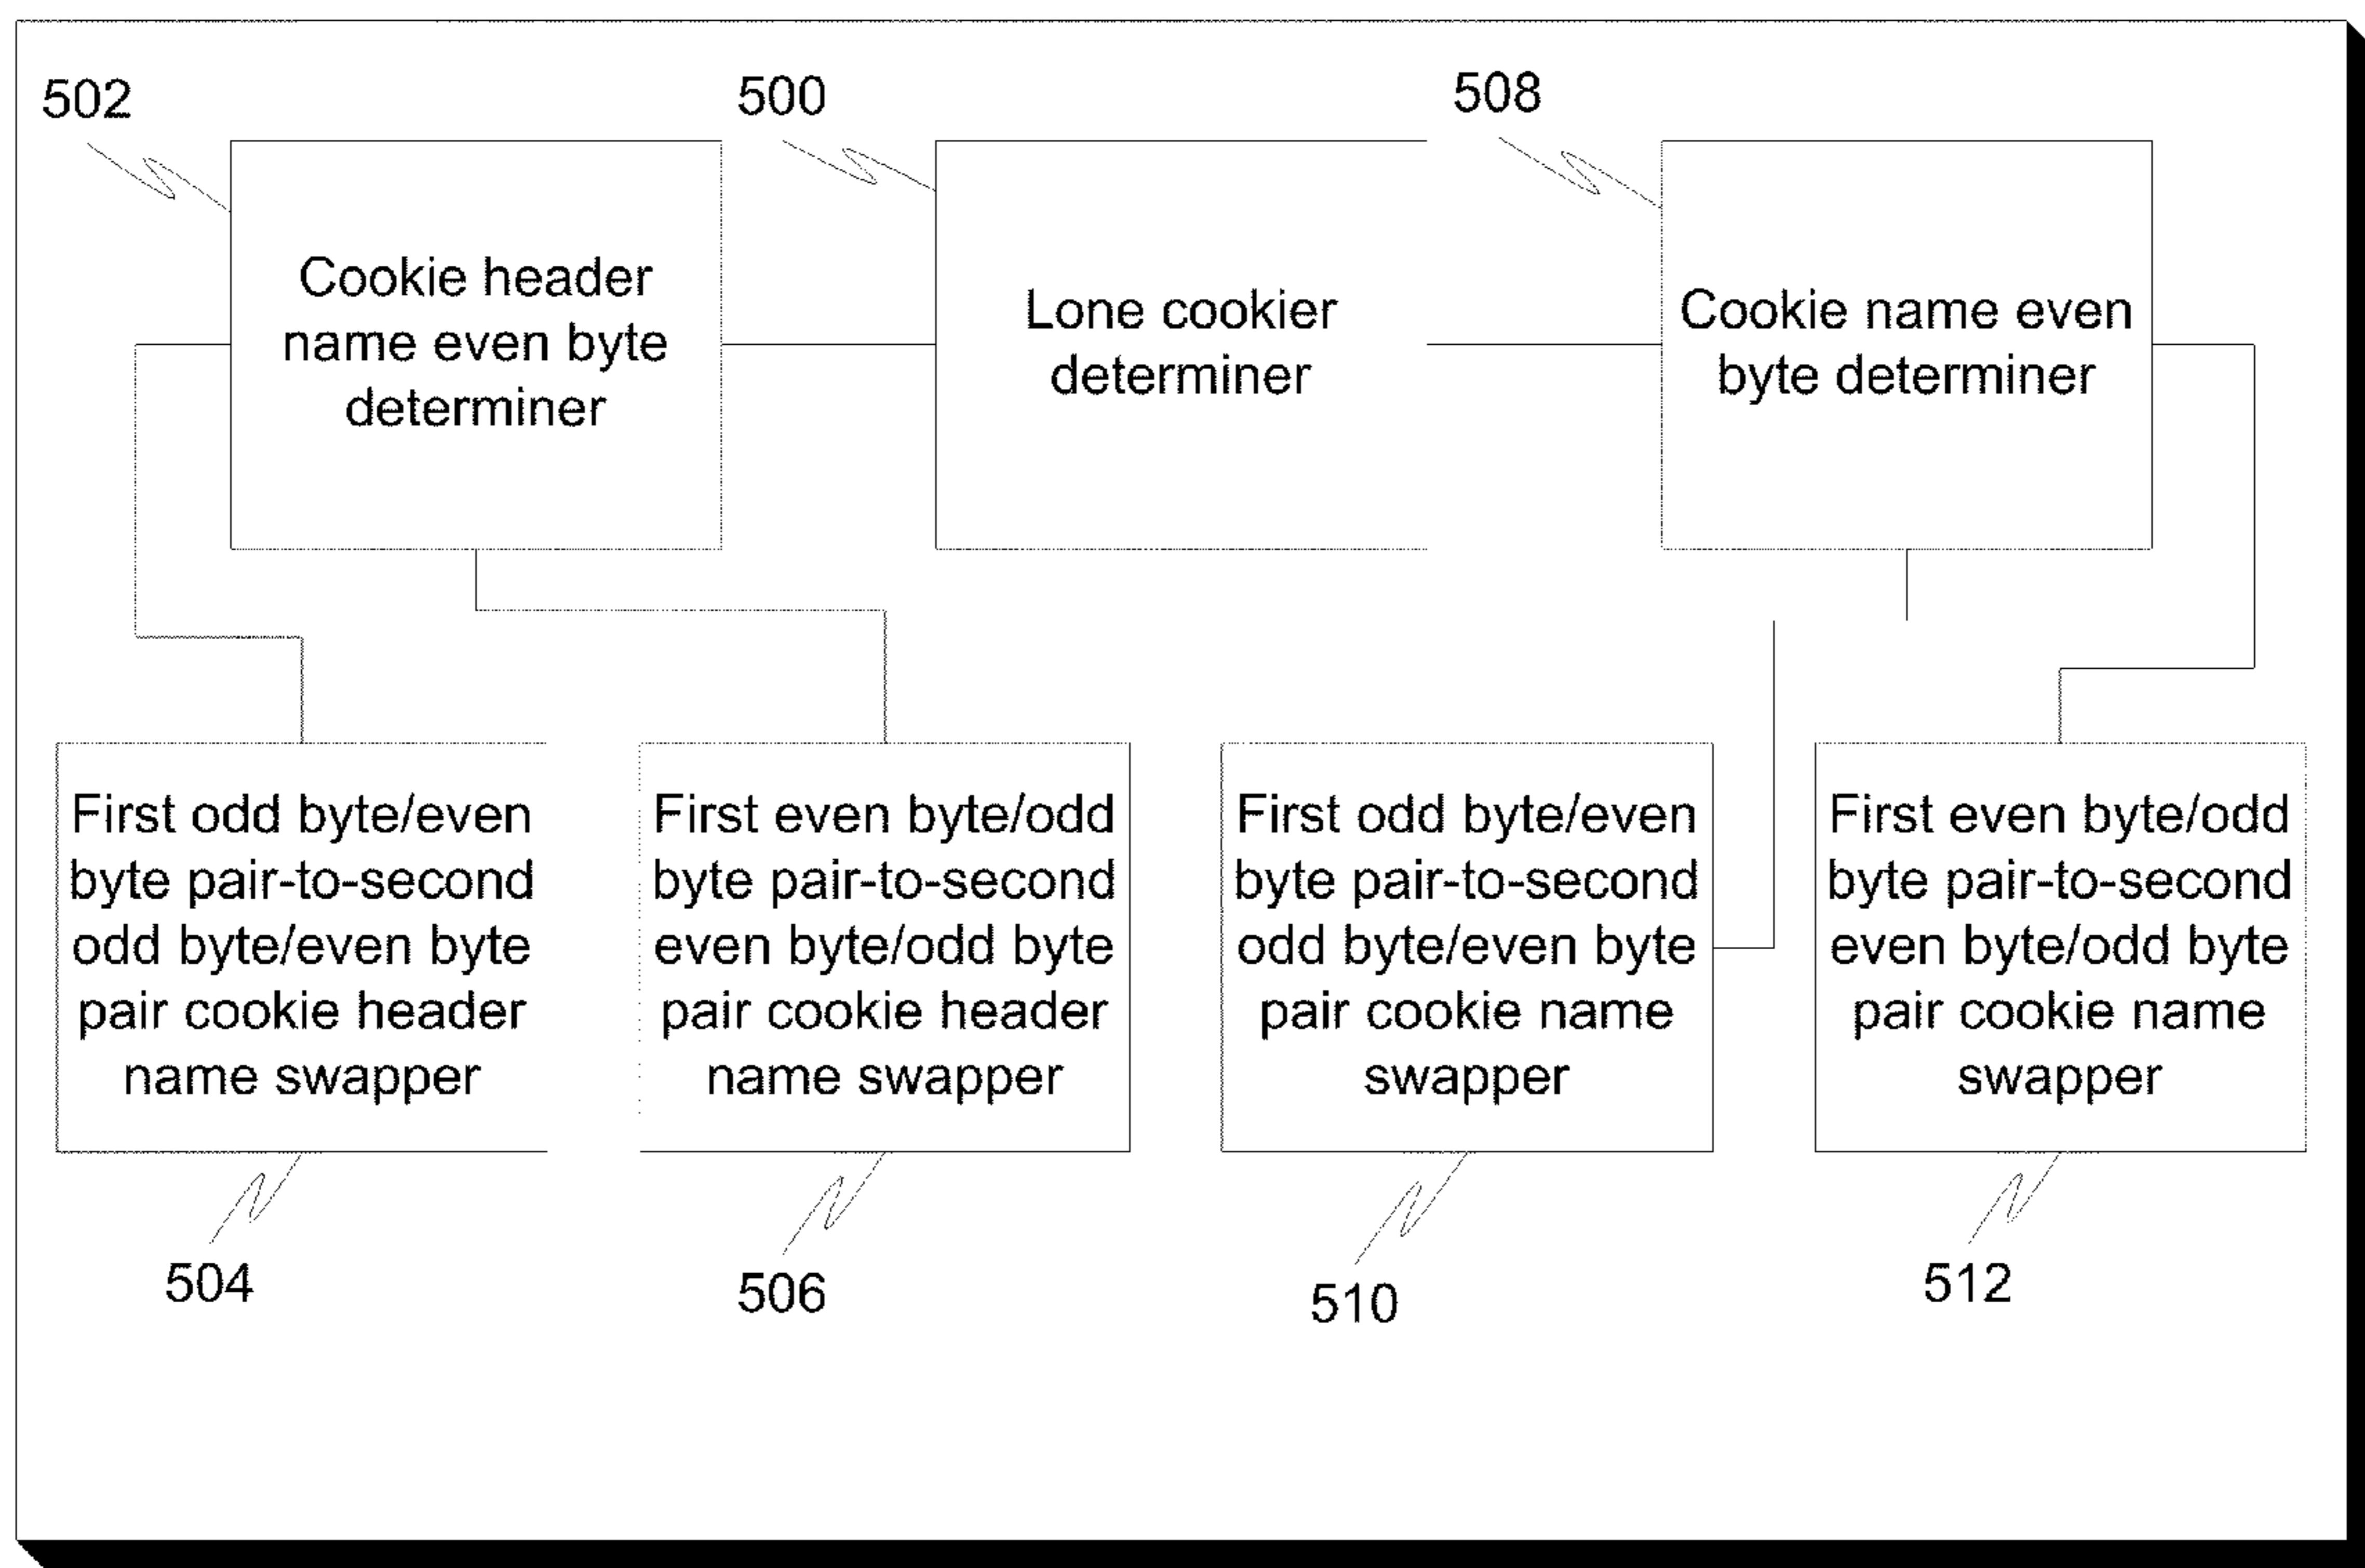 502
500
508
Cookie header
name even byte
determiner
Lone cookier
determiner
Cookie name even
byte determiner
First odd byte/even
byte pair-to-second
odd byte/even byte
pair cookie header
name swapper
First even byte/odd
byte pair-to-second
even byte/odd byte
pair cookie header
name swapper
First odd byte/even
byte pair-to-second
odd byte/even byte
pair cookie name
swapper
First even byte/odd
byte pair-to-second
even byte/odd byte
pair cookie name
swapper
504
506
510
512